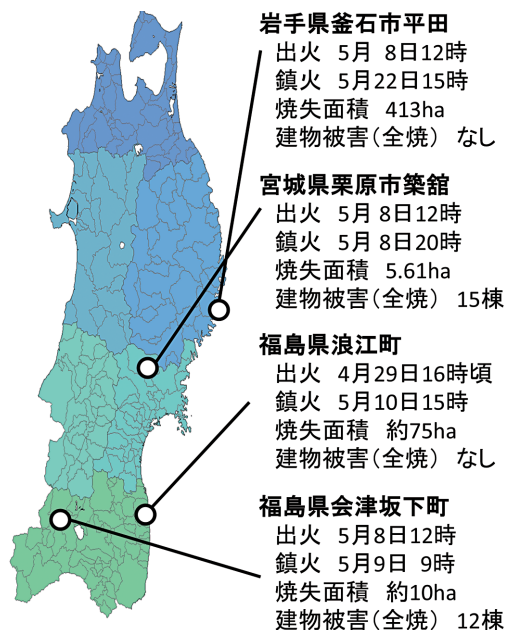 岩手県釜石市平田
出火 5月 8日12時
鎮火 5月22日15時
焼失面積 413ha
建物被害(全焼) なし
宮城県栗原市築舘
出火 5月 8日12時
鎮火 5月 8日20時
焼失面積 5.61ha
建物被害(全焼) 15棟
福島県浪江町
出火 4月29日16時頃
鎮火 5月10日15時
焼失面積 約75ha
建物被害(全焼) なし
福島県会津坂下町
出火 5月8日12時
鎮火 5月9日 9時
焼失面積 約10ha
建物被害(全焼) 12棟